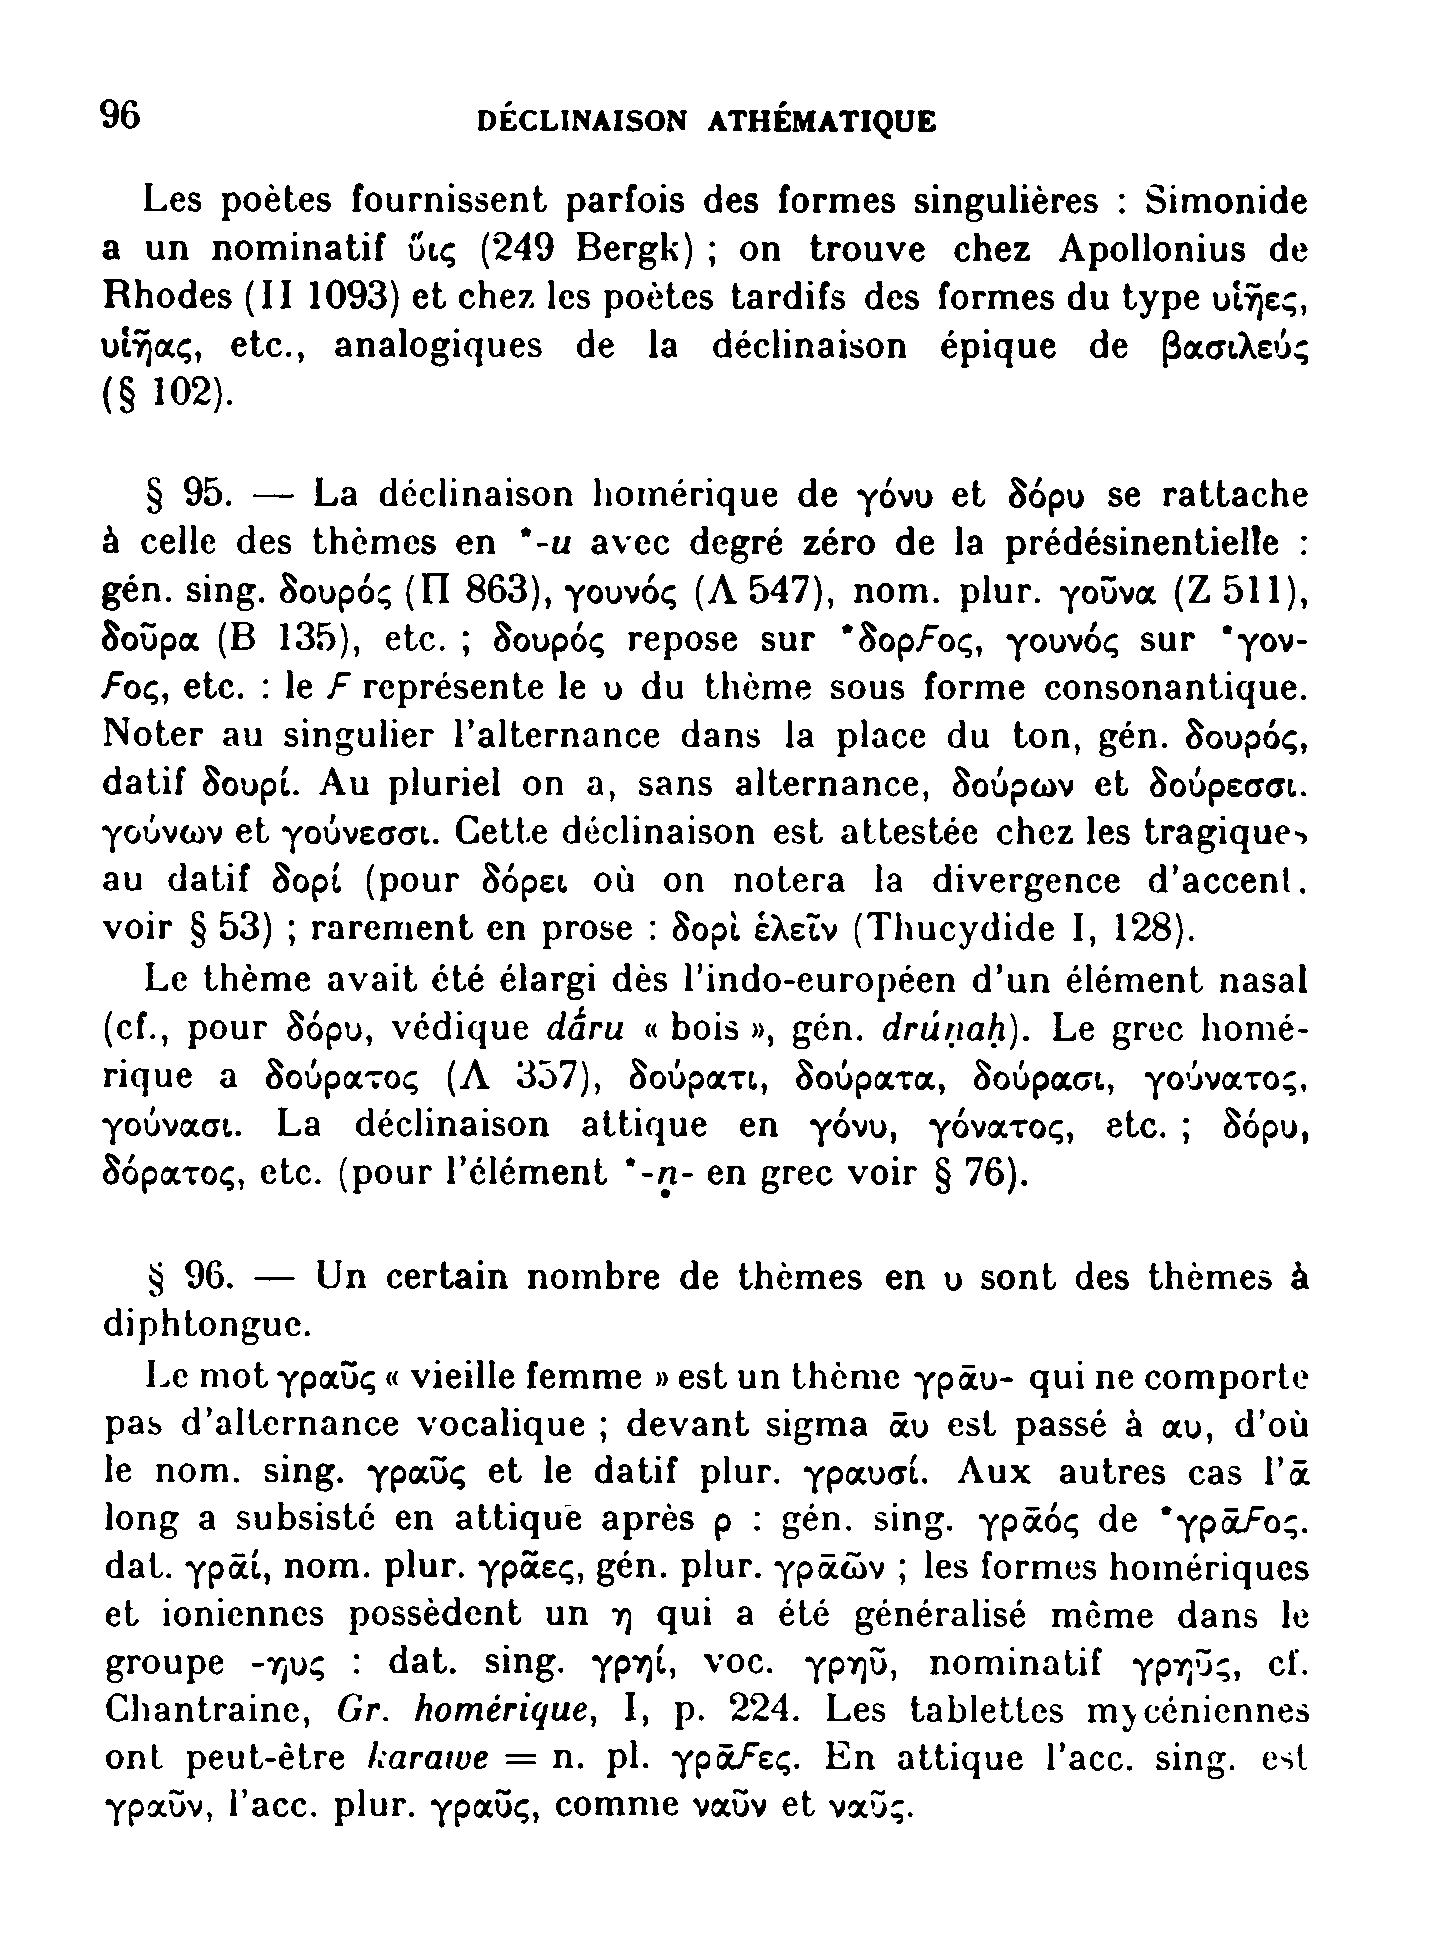 96 DÉCLINAISON ATHÉMATIQUE
Les poètes fournissent parfois des formes singulières : Simonide
a un nominatif ὕις (249 Bergk) ; on trouve chez Apollonius de
Rhodes (II 1093) et chez les poètes tardifs des formes du type υἱῆες,
υἱῆας, etc., analogiques de la déclinaison épique de βασιλεύς
(§ 102).
§ 95. — La déclinaison homérique de γόνυ et δόρυ se rattache
à celle des thèmes en *-u avec degré zéro de la prédésinentielle :
gén. sing. δουρός (Π 863), γουνός (Λ 547), nom. plur. γοῦνα (Z 511),
δοῦρα (B 135), etc. ; δουρός repose sur *δορϜος, γουνός sur *γον-
Ϝος, etc. : le Ϝ représente le υ du thème sous forme consonantique.
Noter au singulier l'alternance dans la place du ton, gén. δουρός,
datif δουρί. Au pluriel on a, sans alternance, δούρων et δούρεσσι.
γούνων et γούνεσσι. Cette déclinaison est attestée chez les tragiques
au datif δορί (pour δόρει où on notera la divergence d'accent.
voir § 53) ; rarement en prose : δορὶ ἑλεῖν (Thucydide I, 128).
Le thème avait été élargi dès l'indo-européen d'un élément nasal
(cf., pour δόρυ, védique dā́ru « bois », gén. drúṇaḥ). Le grec homé-
rique a δούρατος (Λ 357), δούρατι, δούρατα, δούρασι, γούνατος,
γούνασι. La déclinaison attique en γόνυ, γόνατος, etc. ; δόρυ,
δόρατος, etc. (pour l'élément *-n̥- en grec voir § 76).
§ 96. — Un certain nombre de thèmes en υ sont des thèmes à
diphtongue.
Le mot γραῦς « vieille femme » est un thème γρᾱυ- qui ne comporte
pas d'alternance vocalique ; devant sigma ᾱυ est passé à αυ, d'où
le nom. sing. γραῦς et le datif plur. γραυσί. Aux autres cas l'ᾱ
long a subsisté en attique après ρ : gén. sing. γρᾱός de *γρᾱϜος.
dat. γρᾱί, nom. plur. γρᾶες, gén. plur. γρᾱῶν ; les formes homériques
et ioniennes possèdent un η qui a été généralisé même dans le
groupe -ηυς : dat. sing. γρηί, voc. γρηῦ, nominatif γρηῦς, cf.
Chantraine, Gr. homérique, I, p. 224. Les tablettes mycéniennes
ont peut-être karawe = n. pl. γρᾱϜες. En attique l'acc. sing. est
γραῦν, l'acc. plur. γραῦς, comme ναῦν et ναῦς.